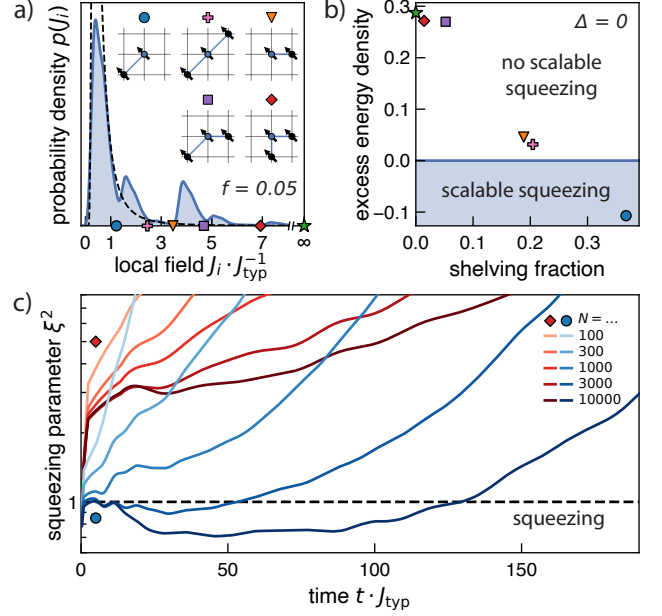 a)
probability density p(J_i)
f = 0.05
0 1 3 5 7 ∞
local field J_i · J_typ^{-1}
b)
Δ = 0
excess energy density
0.3
0.2
0.1
0.0
−0.1
no scalable
squeezing
scalable squeezing
0.0 0.1 0.2 0.3
shelving fraction
c)
squeezing parameter ξ²
1
N = ...
100
300
1000
3000
10000
squeezing
0 50 100 150
time t · J_typ